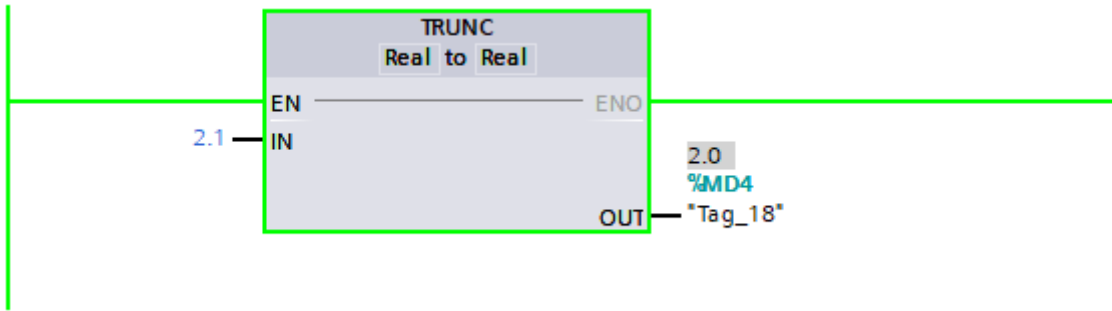 TRUNC
Real to Real
EN ENO
2.1 IN
2.0
%MD4
OUT "Tag_18"